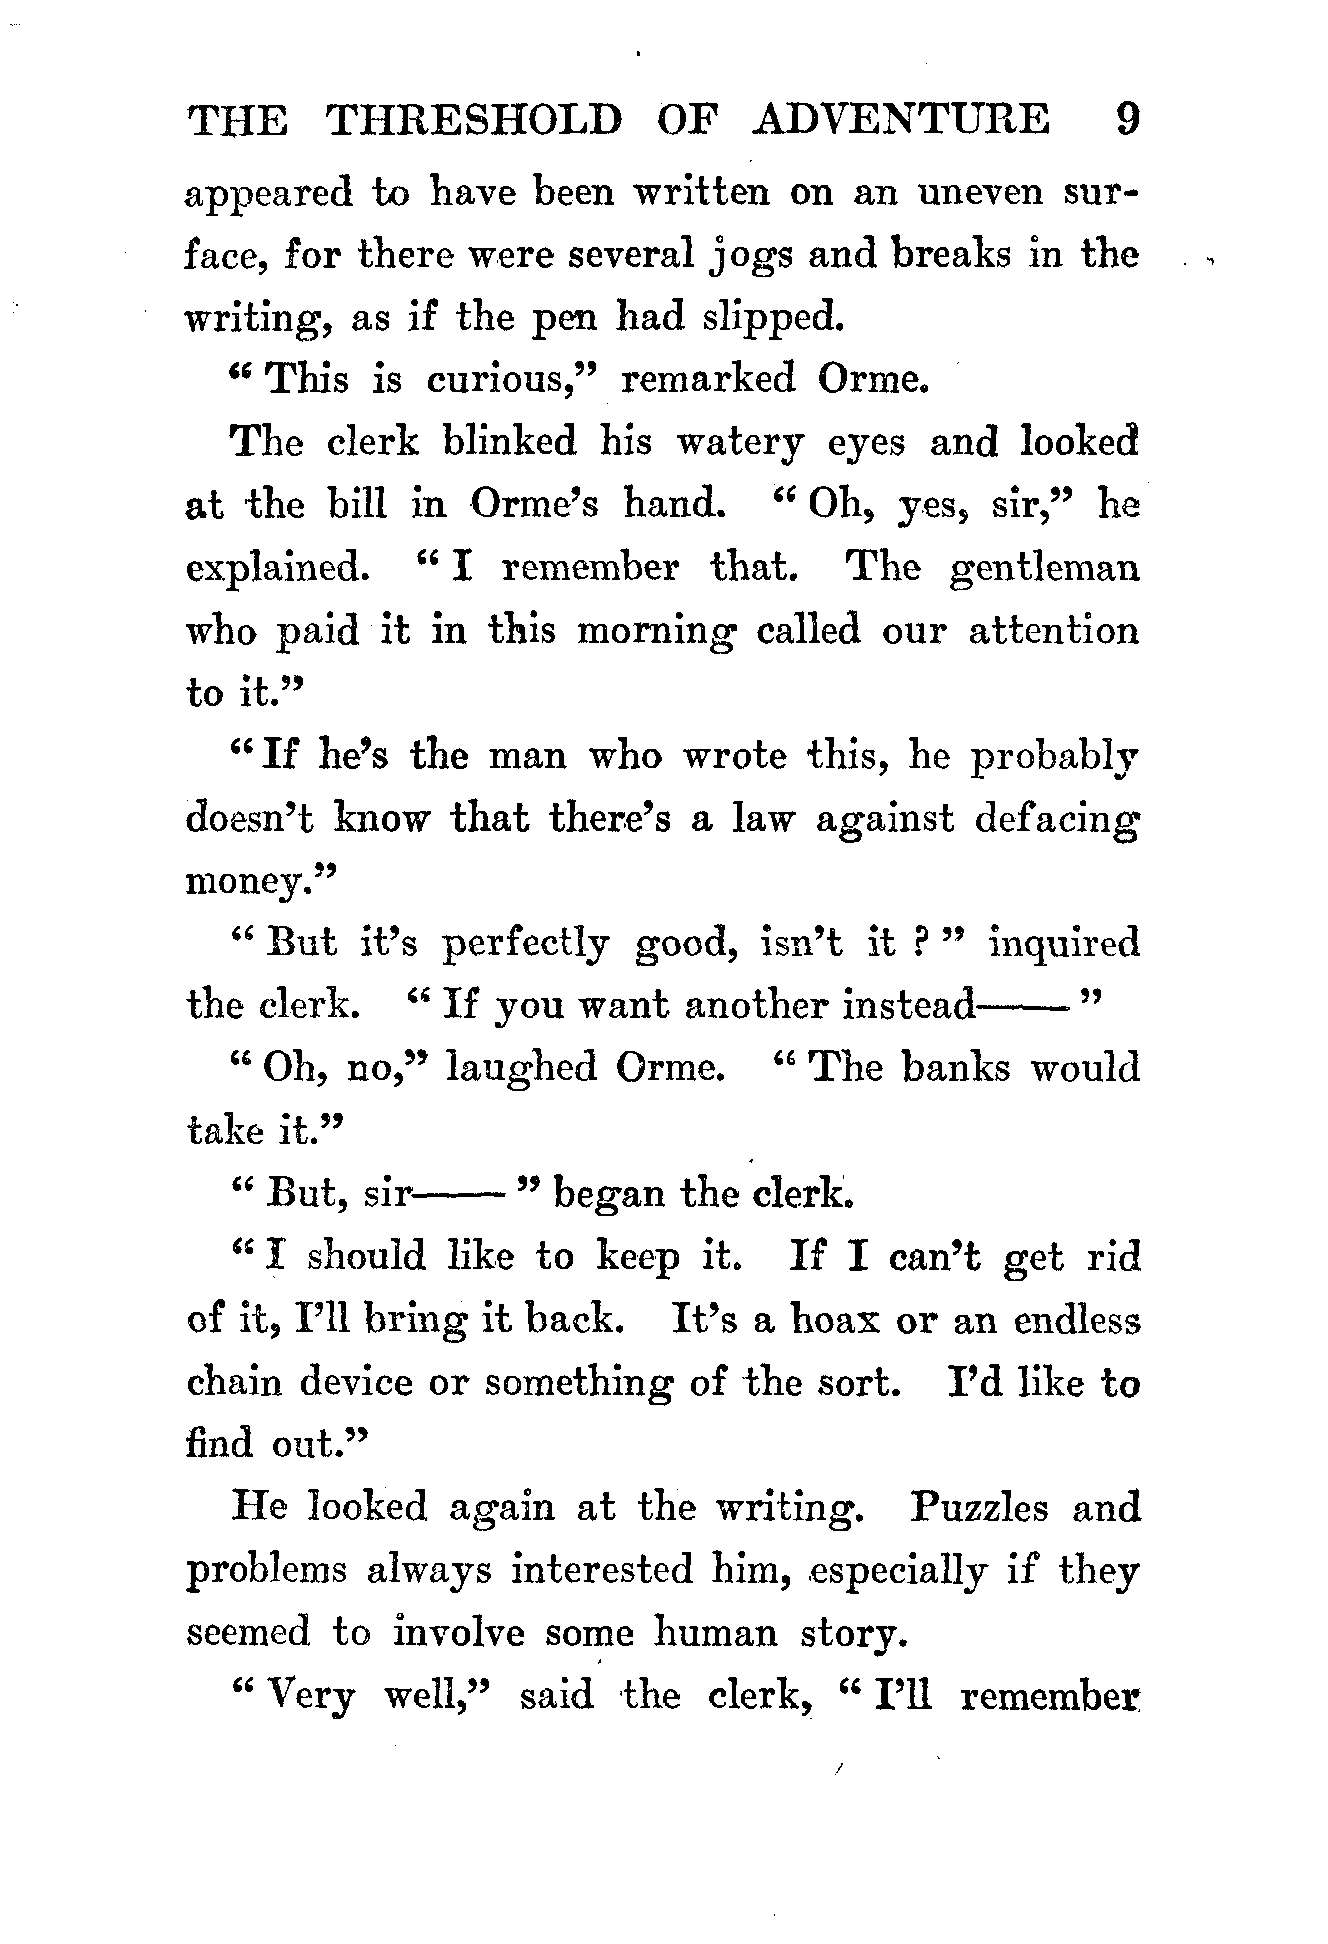 THE THRESHOLD OF ADVENTURE 9
appeared to have been written on an uneven sur-
face, for there were several jogs and breaks in the
writing, as if the pen had slipped.
“ This is curious,” remarked Orme.
The clerk blinked his watery eyes and looked
at the bill in Orme’s hand. “ Oh, yes, sir,” he
explained. “ I remember that. The gentleman
who paid it in this morning called our attention
to it.”
“ If he’s the man who wrote this, he probably
doesn’t know that there’s a law against defacing
money.”
“ But it’s perfectly good, isn’t it ? ” inquired
the clerk. “ If you want another instead—— ”
“ Oh, no,” laughed Orme. “ The banks would
take it.”
“ But, sir—— ” began the clerk.
“ I should like to keep it. If I can’t get rid
of it, I’ll bring it back. It’s a hoax or an endless
chain device or something of the sort. I’d like to
find out.”
He looked again at the writing. Puzzles and
problems always interested him, especially if they
seemed to involve some human story.
“ Very well,” said the clerk, “ I’ll remember